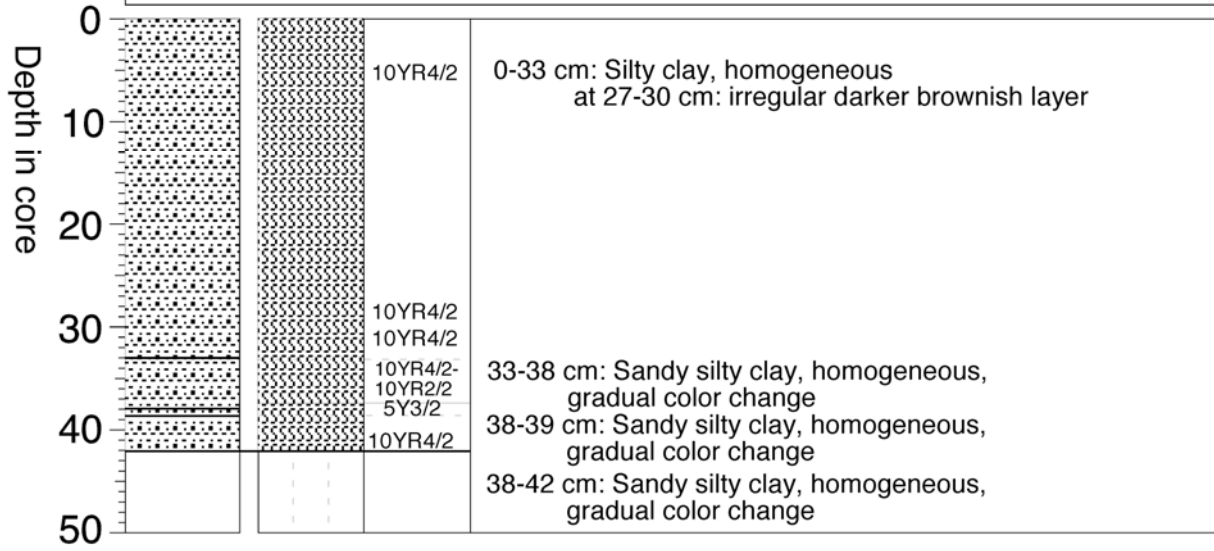 0
10
20
30
40
50
Depth in core
10YR4/2
10YR4/2
10YR4/2
10YR4/2-
10YR2/2
5Y3/2
10YR4/2
0-33 cm: Silty clay, homogeneous
at 27-30 cm: irregular darker brownish layer
33-38 cm: Sandy silty clay, homogeneous,
gradual color change
38-39 cm: Sandy silty clay, homogeneous,
gradual color change
38-42 cm: Sandy silty clay, homogeneous,
gradual color change